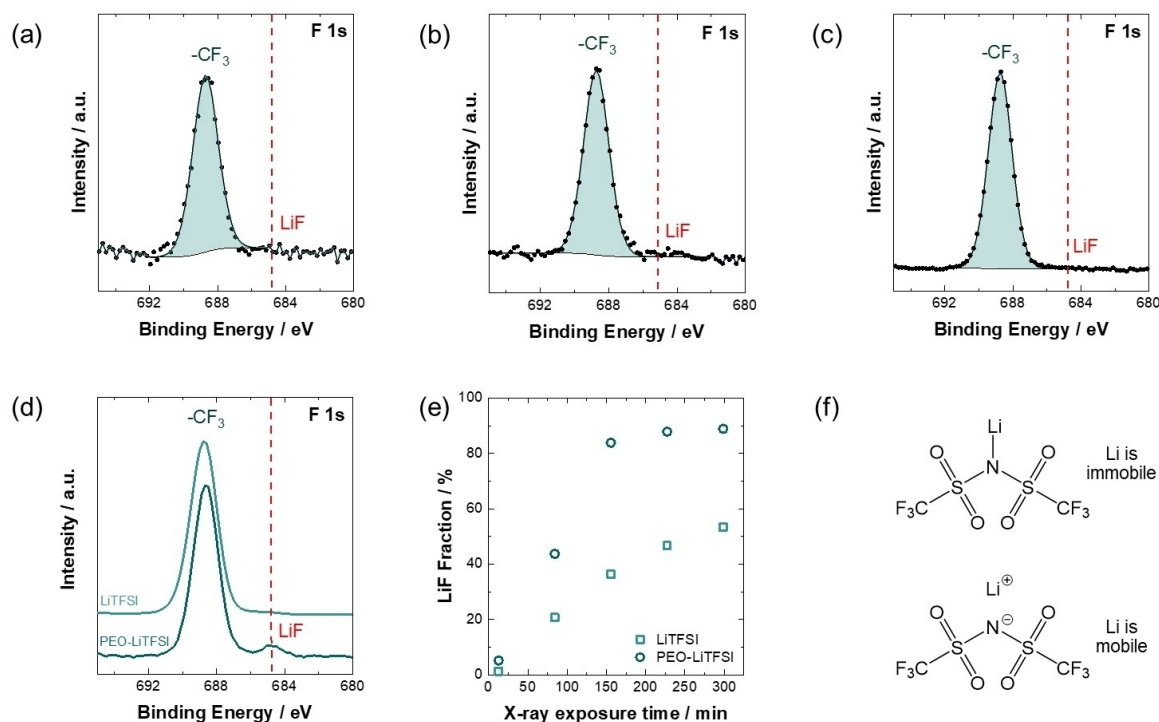 (a)
F 1s
-CF₃
LiF
Intensity / a.u.
692 688 684 680
Binding Energy / eV
(b)
F 1s
-CF₃
LiF
Intensity / a.u.
692 688 684 680
Binding Energy / eV
(c)
F 1s
-CF₃
LiF
Intensity / a.u.
692 688 684 680
Binding Energy / eV
(d)
F 1s
-CF₃
LiTFSI
LiF
PEO-LiTFSI
Intensity / a.u.
692 688 684 680
Binding Energy / eV
(e)
LiF Fraction / %
100
80
60
40
20
0
LiTFSI
PEO-LiTFSI
0 50 100 150 200 250 300
X-ray exposure time / min
(f)
Li
O N O
S S
F₃C O O CF₃
Li is
immobile
Li⊕
O N⊖ O
S S
F₃C O O CF₃
Li is
mobile